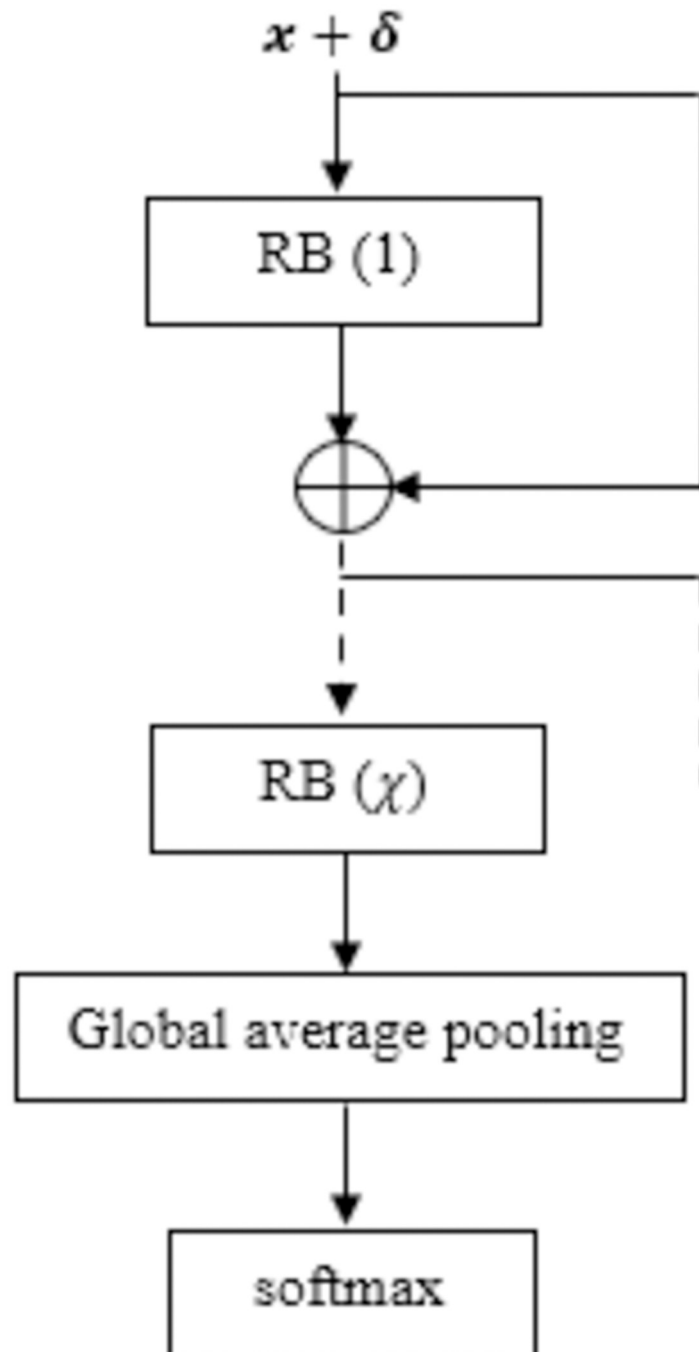 x + δ
RB (1)
RB (χ)
Global average pooling
softmax